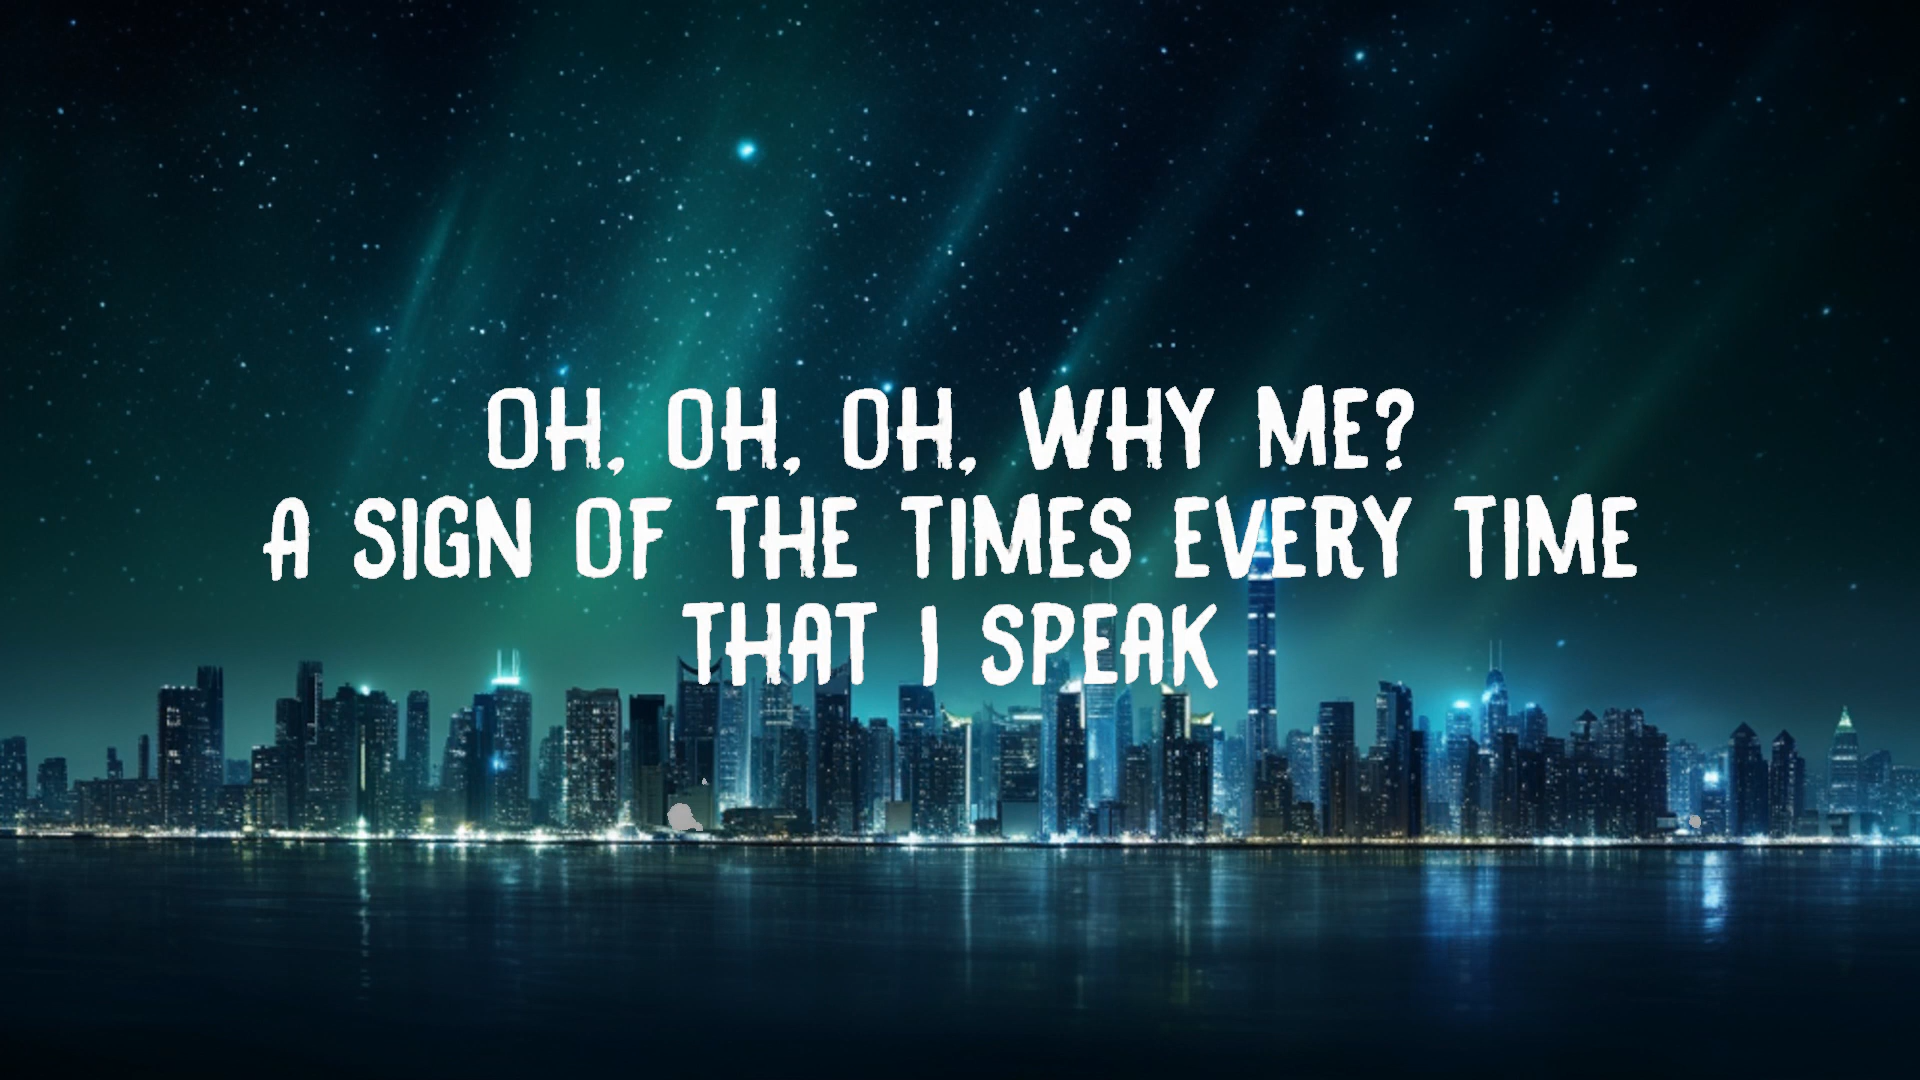 OH, OH, OH, WHY ME?
A SIGN OF THE TIMES EVERY TIME
THAT I SPEAK